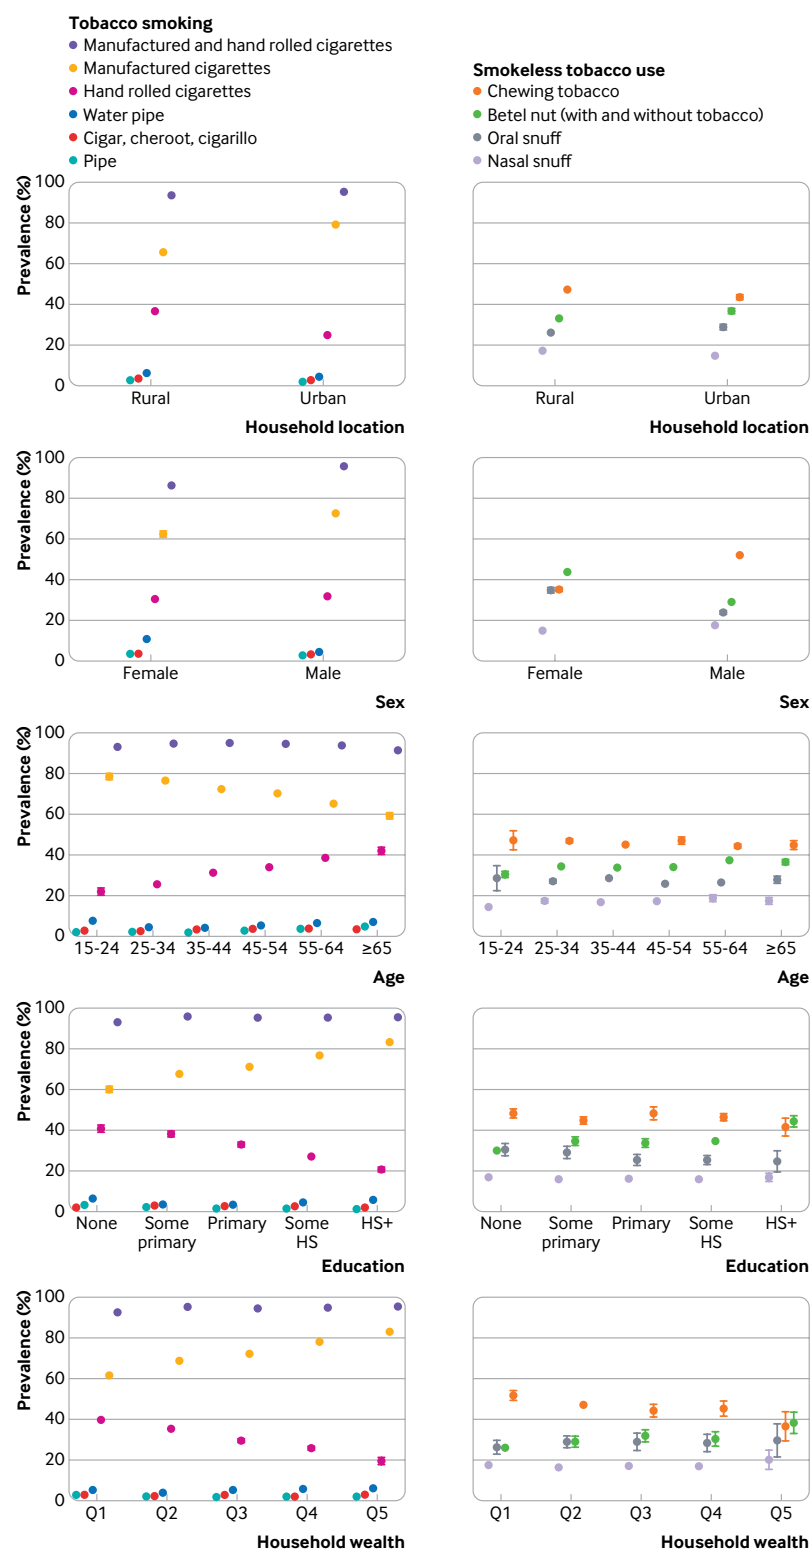 Tobacco smoking
Manufactured and hand rolled cigarettes
Manufactured cigarettes
Hand rolled cigarettes
Water pipe
Cigar, cheroot, cigarillo
Pipe
Smokeless tobacco use
Chewing tobacco
Betel nut (with and without tobacco)
Oral snuff
Nasal snuff
Prevalence (%)
100
80
60
40
20
0
Rural Urban
Household location
Rural Urban
Household location
Prevalence (%)
100
80
60
40
20
0
Female Male
Sex
Female Male
Sex
Prevalence (%)
100
80
60
40
20
0
15-24 25-34 35-44 45-54 55-64 ≥65
Age
15-24 25-34 35-44 45-54 55-64 ≥65
Age
Prevalence (%)
100
80
60
40
20
0
None Some Primary Some HS+
primary HS
Education
None Some Primary Some HS+
primary HS
Education
Prevalence (%)
100
80
60
40
20
0
Q1 Q2 Q3 Q4 Q5
Household wealth
Q1 Q2 Q3 Q4 Q5
Household wealth